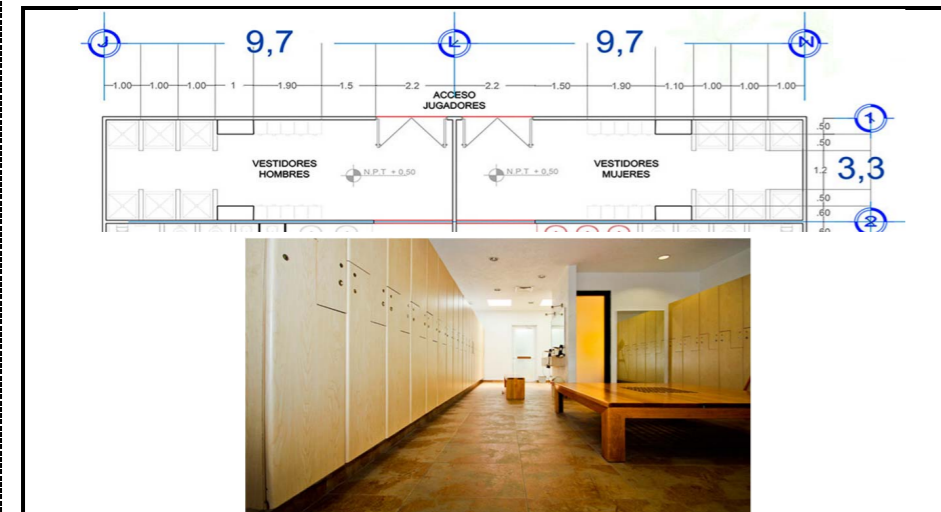 J 9,7 L 9,7 N
1.00 1.00 1.00 1 1.90 1.5 2.2 2.2 1.50 1.90 1.10 1.00 1.00 1.00
ACCESO
JUGADORES
1
.50
.50
VESTIDORES
HOMBRES
N.P.T + 0,50
N.P.T + 0,50
VESTIDORES
MUJERES
1.2
3,3
.50
.60
2
.60